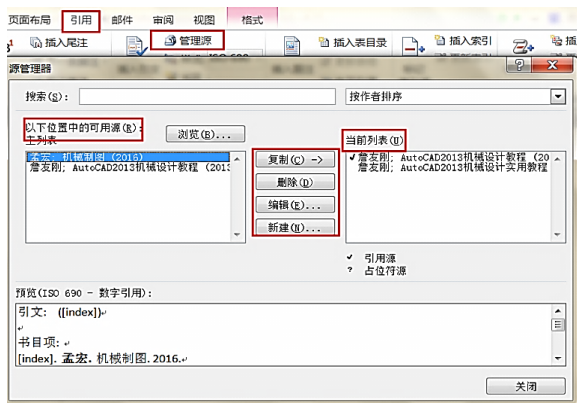 页面布局 引用 邮件 审阅 视图 格式
插入尾注 管理源 插入表目录 插入索引
源管理器
搜索(S): 按作者排序
以下位置中的可用源(R): 浏览(B)...
主列表 当前列表(U)
孟宏; 机械制图 (2016)
詹友刚; AutoCAD2013机械设计教程 (2013
复制(C) ->
删除(D)
编辑(E)...
新建(N)...
✓ 詹友刚; AutoCAD2013机械设计教程 (20
詹友刚; AutoCAD2013机械设计实用教程
✓ 引用源
? 占位符源
预览(ISO 690 - 数字引用):
引文: ([index])↵
↵
书目项: ↵
[index]. 孟宏. 机械制图. 2016.↵
关闭